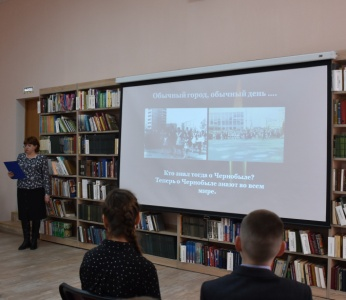 Обычный город, обычный день ....
Кто знал тогда о Чернобыле?
Теперь о Чернобыле знают во всем
мире.